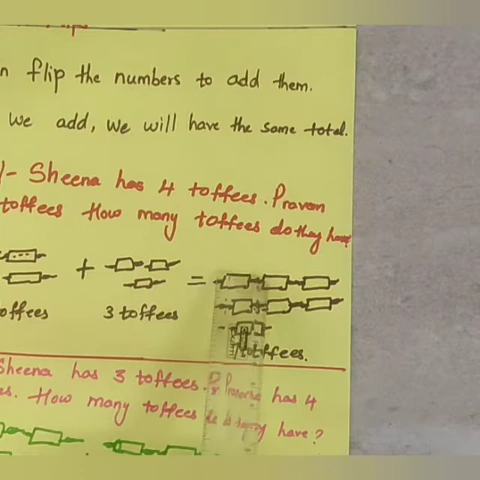 n flip the numbers to add them.
we add, we will have the same total.
- Sheena has 4 toffees. Pravan
toffees How many toffees do they have
+ =
offees 3 toffees toffees.
Sheena has 3 toffees. has 4
es. How many toffees do they have?